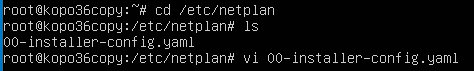 root@kopo36copy:~# cd /etc/netplan
root@kopo36copy:/etc/netplan# ls
00-installer-config.yaml
root@kopo36copy:/etc/netplan# vi 00-installer-config.yaml